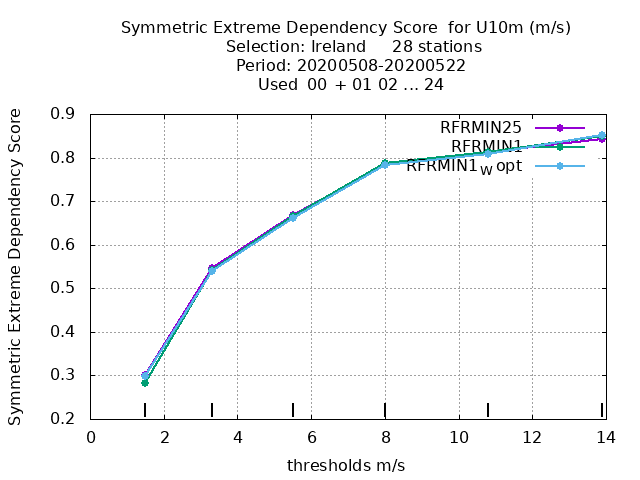 Symmetric Extreme Dependency Score  for U10m (m/s)
Selection: Ireland     28 stations
Period: 20200508-20200522
Used  00 + 01 02 ... 24
Symmetric Extreme Dependency Score
0.9
0.8
0.7
0.6
0.5
0.4
0.3
0.2
RFRMIN25
RFRMIN1
RFRMIN1Wopt
0 2 4 6 8 10 12 14
thresholds m/s